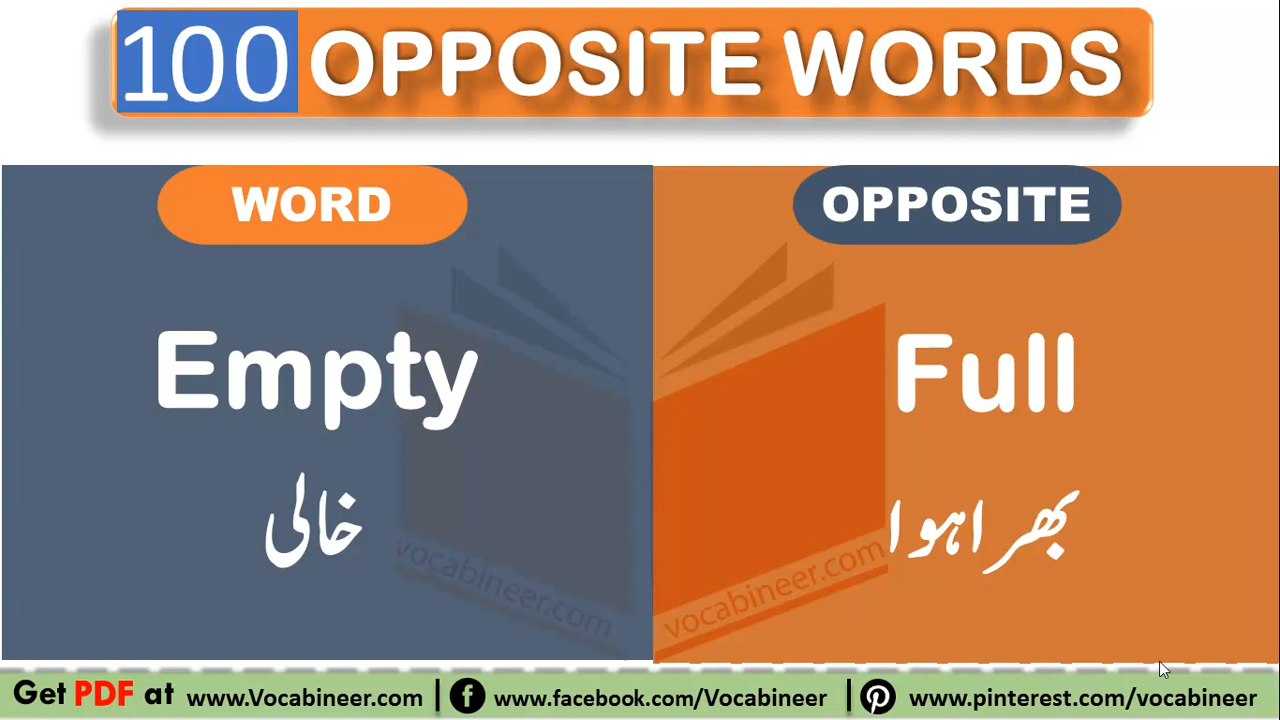 100 OPPOSITE WORDS
WORD
OPPOSITE
Empty
Full
خالی
بھرا ہوا
vocabineer.com
vocabineer.com
Get PDF at www.Vocabineer.com | www.facebook.com/Vocabineer | www.pinterest.com/vocabineer